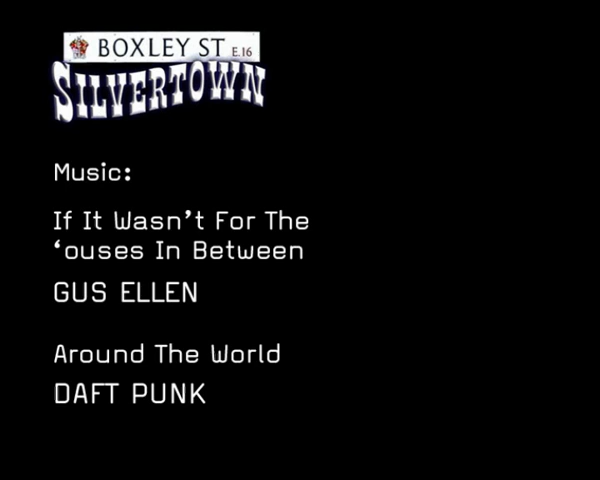 BOXLEY ST E.16
SILVERTOWN
Music:
If It Wasn't For The
‘ouses In Between
GUS ELLEN
Around The World
DAFT PUNK